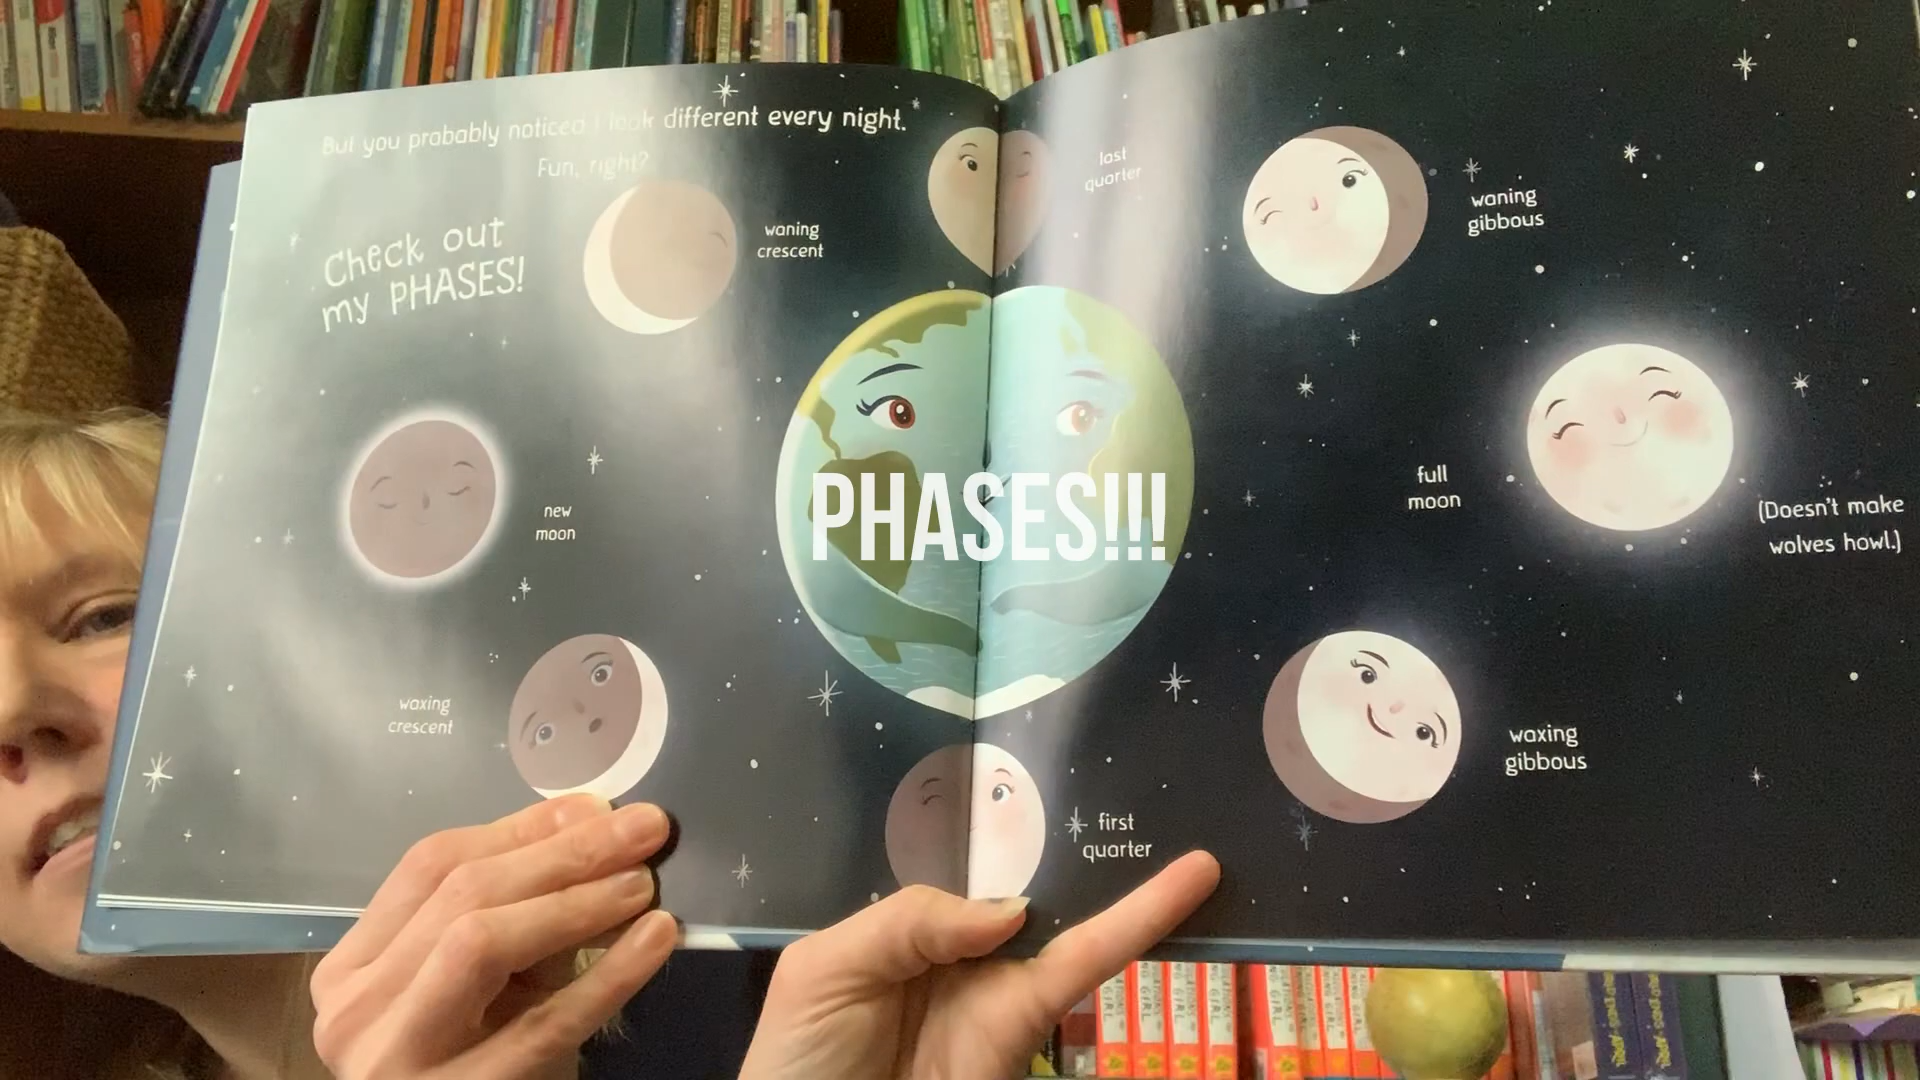 But you probably noticed I look different every night.
Fun, right?
Check out
my PHASES!
waning
crescent
last
quarter
waning
gibbous
new
moon
PHASES!!!
full
moon
(Doesn't make
wolves howl.)
waxing
crescent
first
quarter
waxing
gibbous